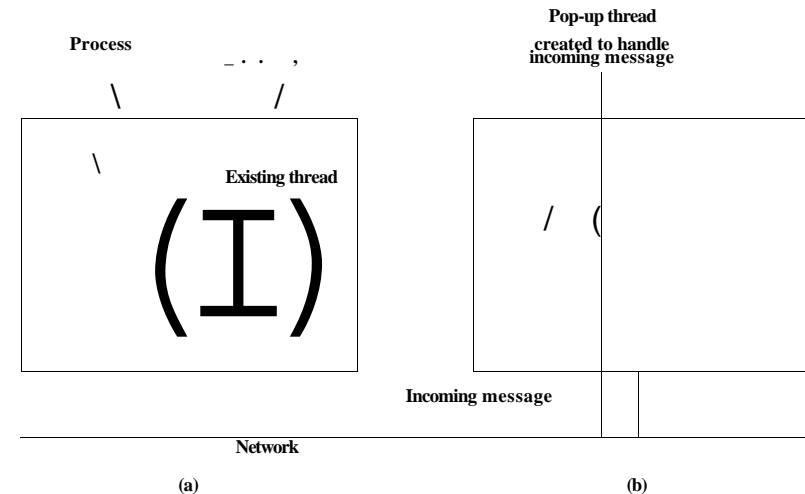 Pop-up thread
created to handle
incoming message
Process
Existing thread
Incoming message
Network
(a)
(b)